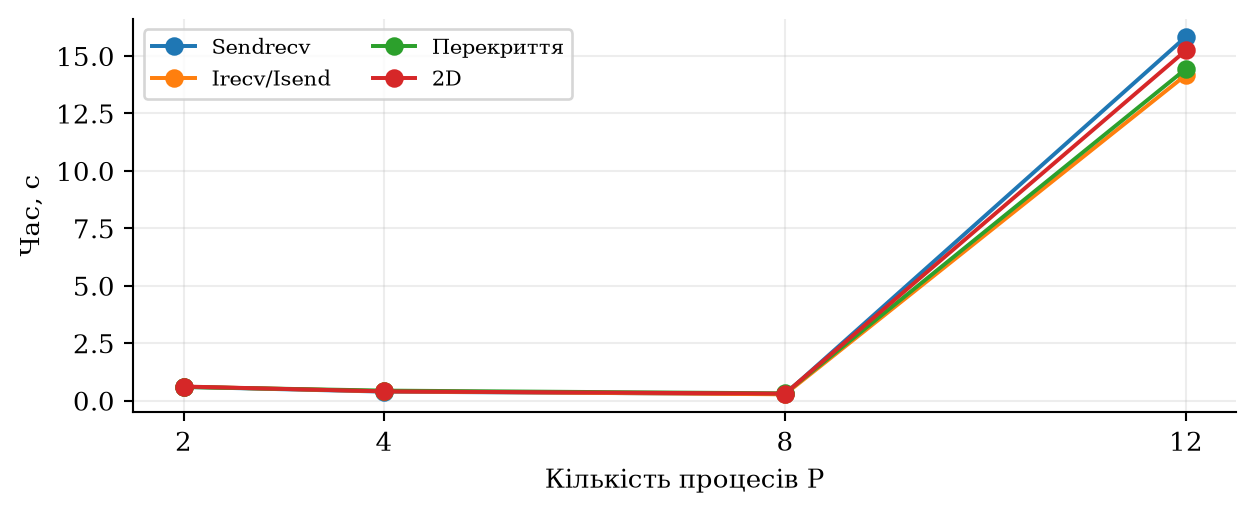 Sendrecv
Irecv/Isend
Перекриття
2D
Час, с
15.0
12.5
10.0
7.5
5.0
2.5
0.0
2 4 8 12
Кількість процесів P